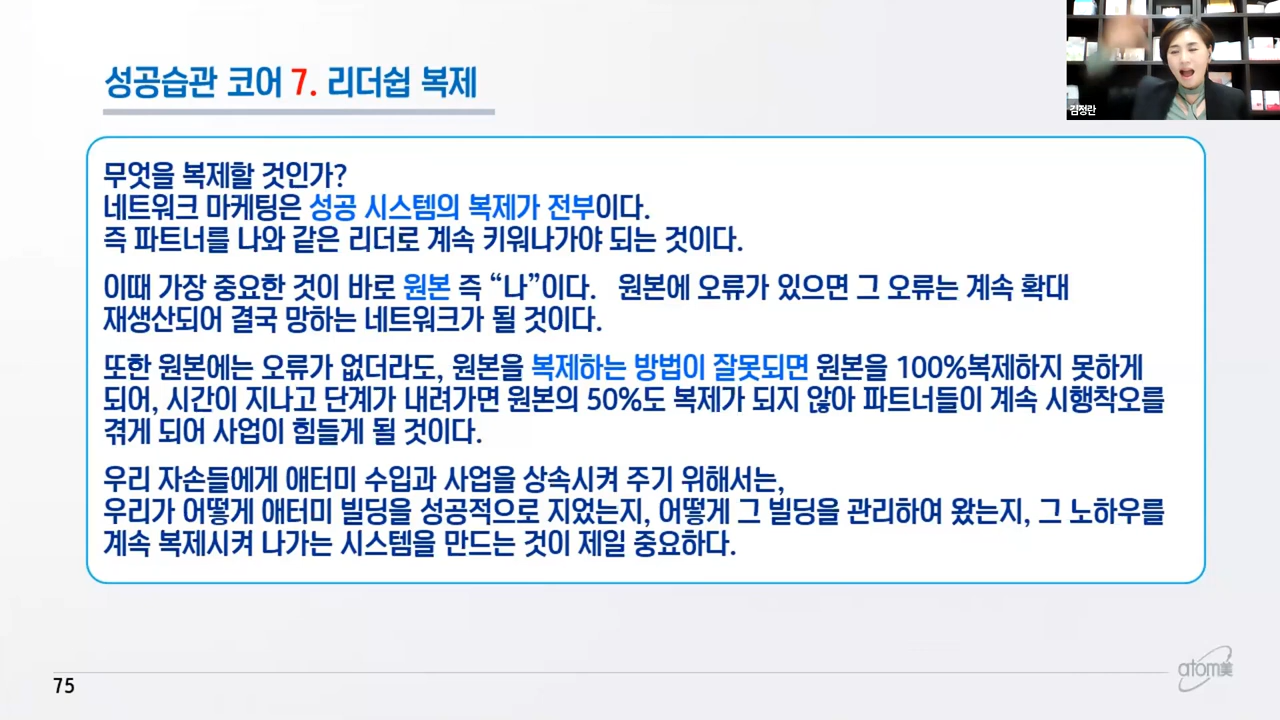 성공습관 코어 7. 리더쉽 복제
김정란
무엇을 복제할 것인가?
네트워크 마케팅은 성공 시스템의 복제가 전부이다.
즉 파트너를 나와 같은 리더로 계속 키워나가야 되는 것이다.
이때 가장 중요한 것이 바로 원본 즉 “나”이다. 원본에 오류가 있으면 그 오류는 계속 확대
재생산되어 결국 망하는 네트워크가 될 것이다.
또한 원본에는 오류가 없더라도, 원본을 복제하는 방법이 잘못되면 원본을 100%복제하지 못하게
되어, 시간이 지나고 단계가 내려가면 원본의 50%도 복제가 되지 않아 파트너들이 계속 시행착오를
겪게 되어 사업이 힘들게 될 것이다.
우리 자손들에게 애터미 수입과 사업을 상속시켜 주기 위해서는,
우리가 어떻게 애터미 빌딩을 성공적으로 지었는지, 어떻게 그 빌딩을 관리하여 왔는지, 그 노하우를
계속 복제시켜 나가는 시스템을 만드는 것이 제일 중요하다.
75
atom美